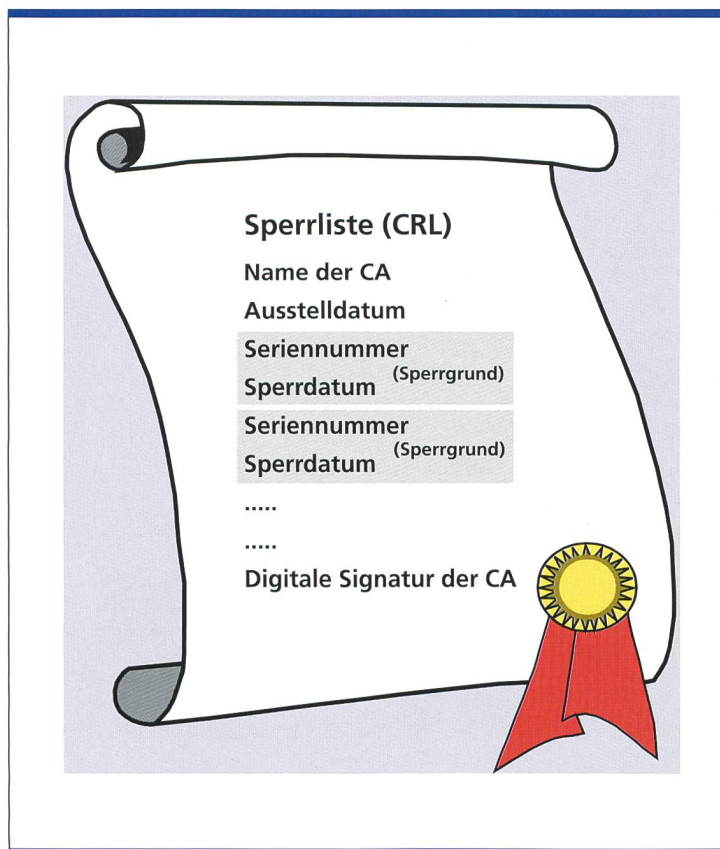 Sperrliste (CRL)
Name der CA
Ausstelldatum
Seriennummer
(Sperrgrund)
Sperrdatum
Seriennummer
(Sperrgrund)
Sperrdatum
.....
.....
Digitale Signatur der CA